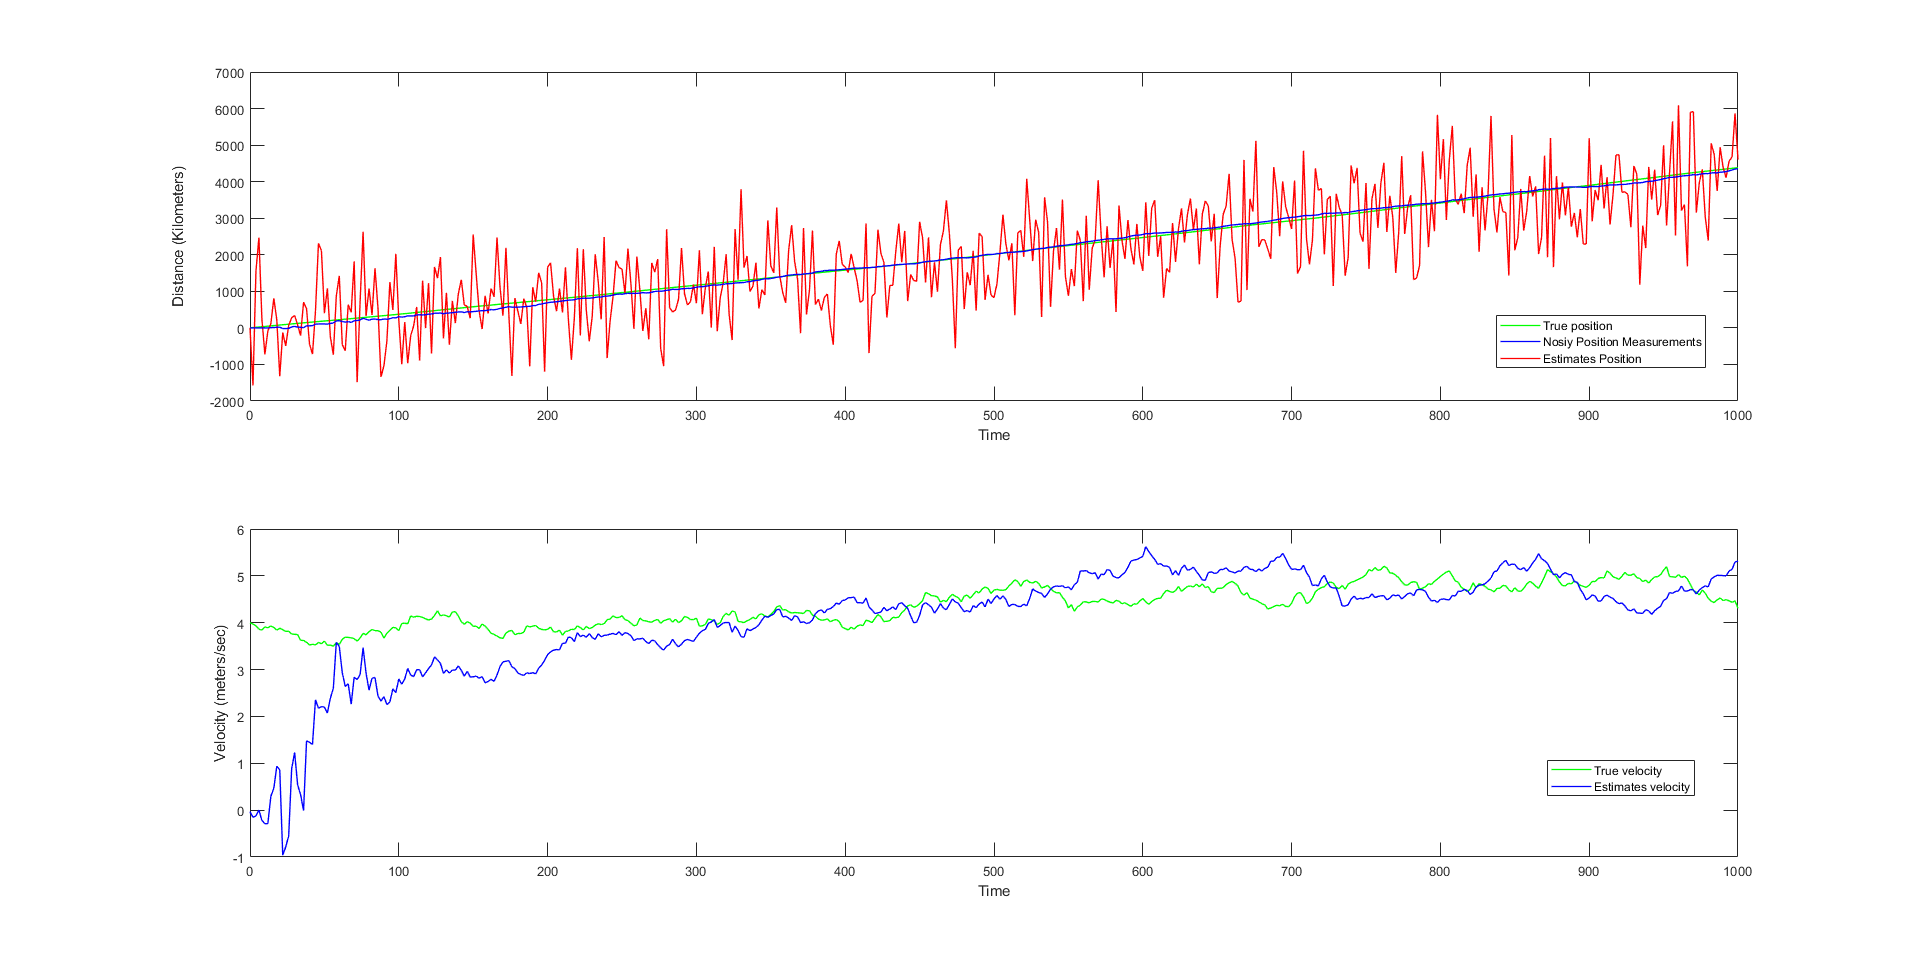 7000
6000
5000
4000
3000
2000
1000
0
-1000
-2000
Distance (Kilometers)
0 100 200 300 400 500 600 700 800 900 1000
Time
True position
Nosiy Position Measurements
Estimates Position
6
5
4
3
2
1
0
-1
Velocity (meters/sec)
0 100 200 300 400 500 600 700 800 900 1000
Time
True velocity
Estimates velocity